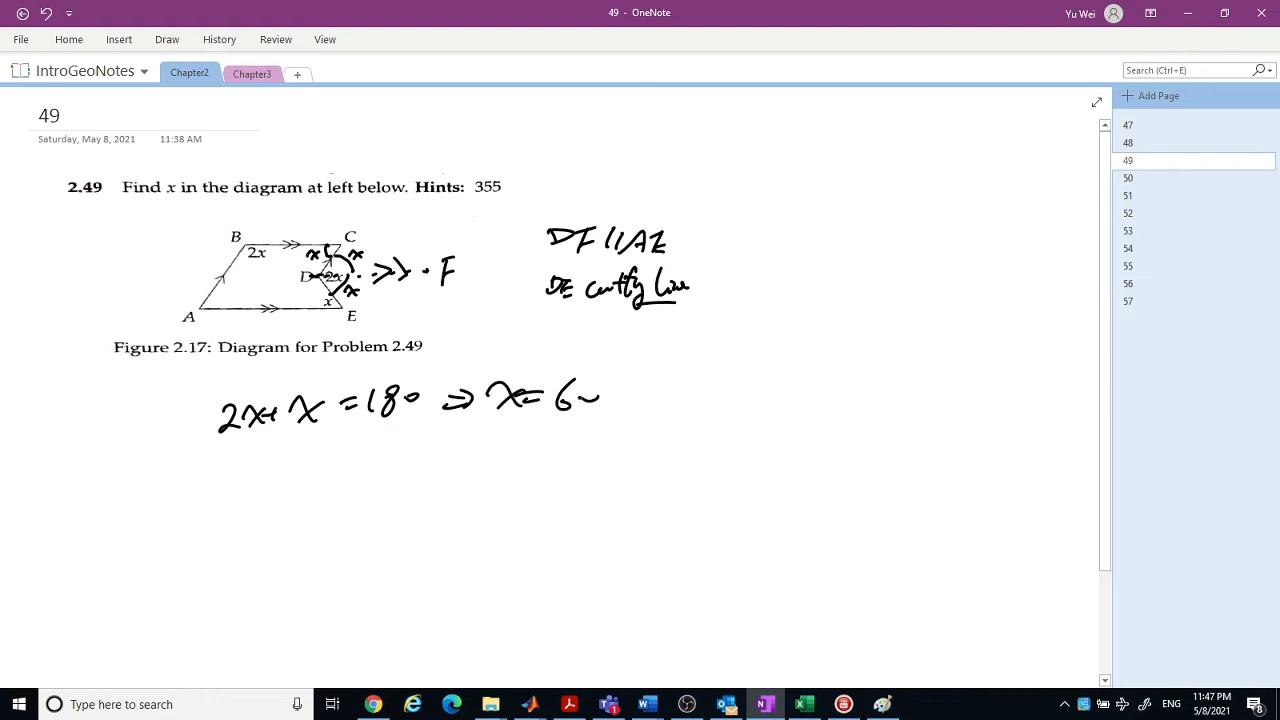 49 - OneNote
Yu Wei
File Home Insert Draw History Review View
IntroGeoNotes Chapter2 Chapter3 +
Search (Ctrl+E)
Add Page
49
Saturday, May 8, 2021 11:38 AM
47
48
49
50
51
52
53
54
55
56
57
2.49 Find x in the diagram at left below. Hints: 355
B C
2x x x
D 2x F
x x
A E
DF // AE
DE line
Figure 2.17: Diagram for Problem 2.49
2x + x = 180 ⇒ x = 60
Type here to search
ENG
11:47 PM
5/8/2021
8